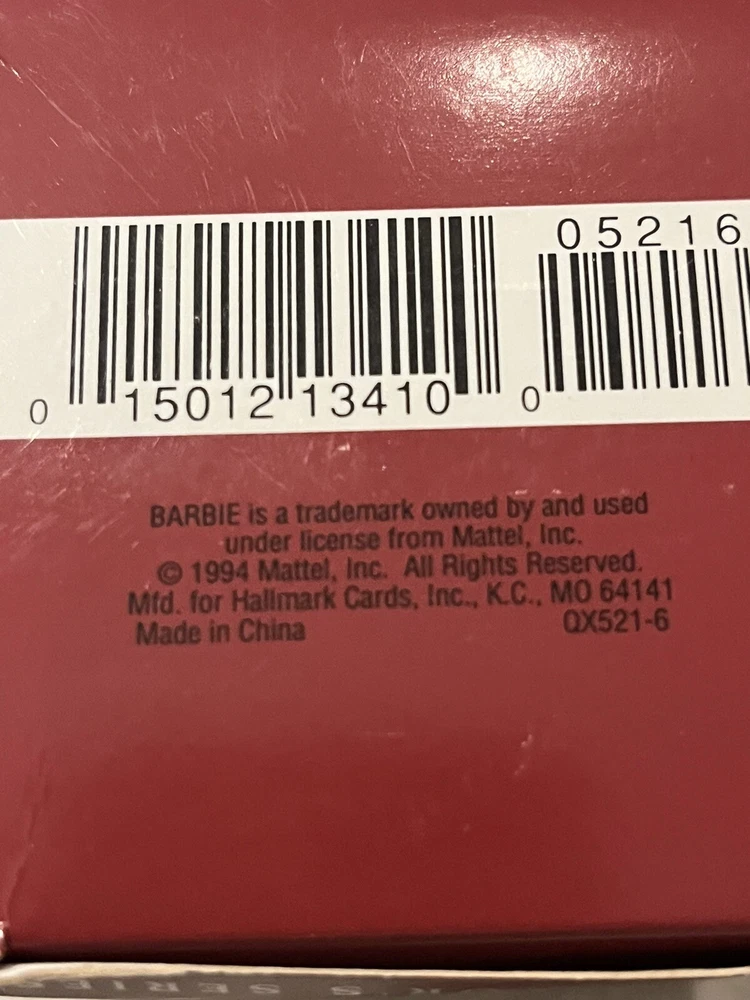 05216
0 15012 13410 0
BARBIE is a trademark owned by and used
under license from Mattel, Inc.
© 1994 Mattel, Inc. All Rights Reserved.
Mfd. for Hallmark Cards, Inc., K.C., MO 64141
Made in China QX521-6
SERIES